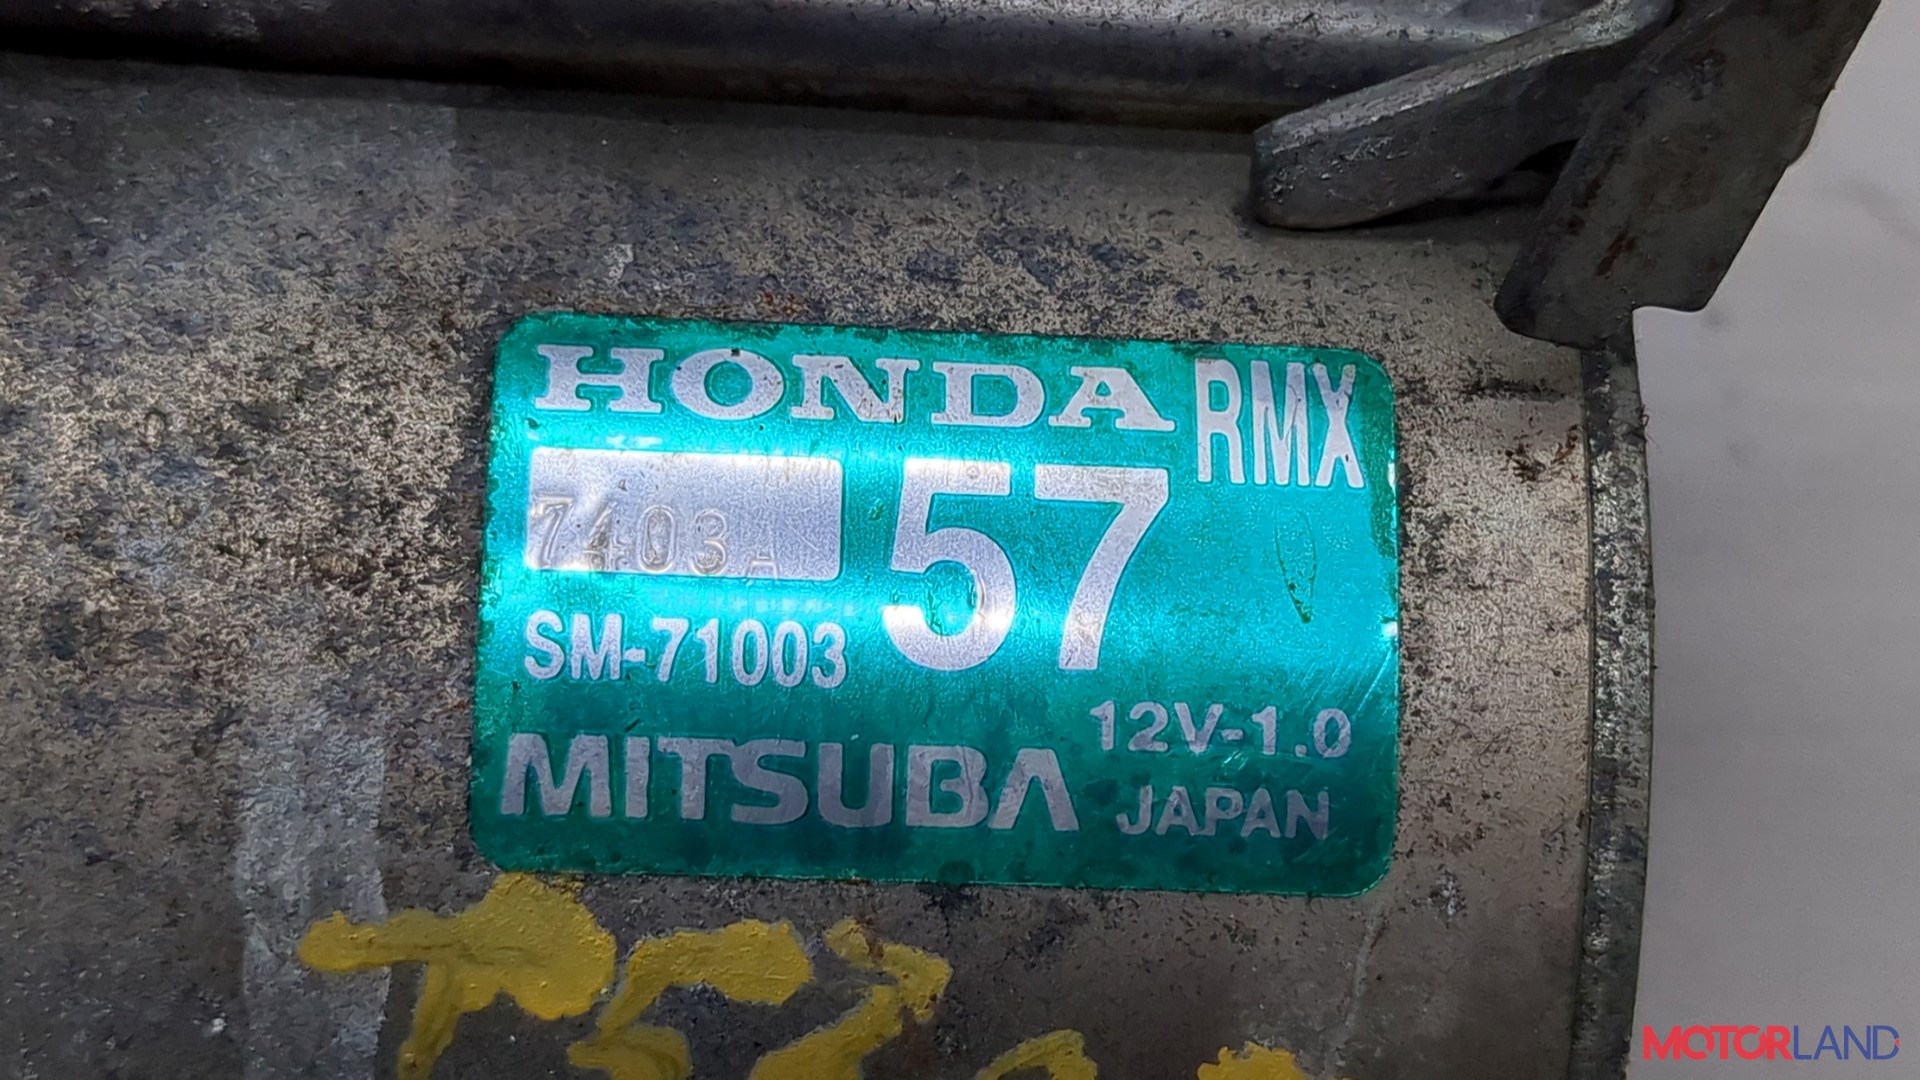 HONDA RMX
7403A
57
SM-71003
12V-1.0
MITSUBA
JAPAN
MOTORLAND